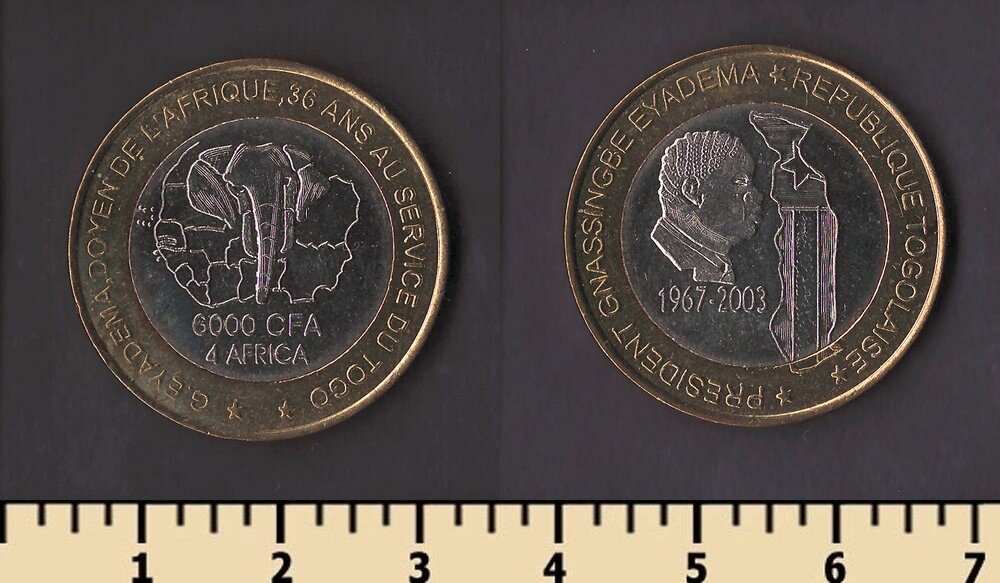 G.EYADEMA,DOYEN DE L'AFRIQUE,36 ANS AU SERVICE DU TOGO
6000 CFA
4 AFRICA
PRESIDENT GNASSINGBE EYADEMA
REPUBLIQUE TOGOLAISE
1967-2003
1 2 3 4 5 6 7